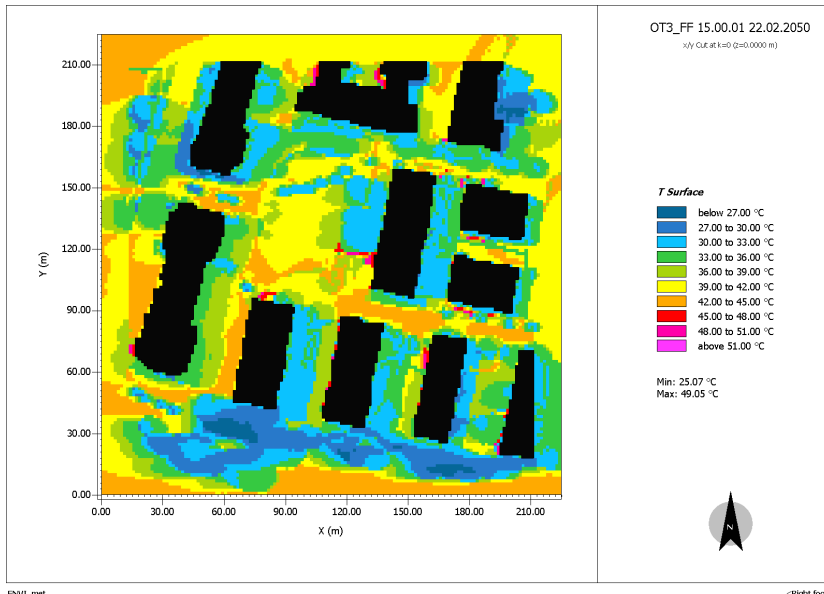 OT3_FF 15.00.01 22.02.2050
x/y Cut at k=0 (z=0.0000 m)
210.00
180.00
150.00
120.00
90.00
60.00
30.00
0.00
Y (m)
0.00 30.00 60.00 90.00 120.00 150.00 180.00 210.00
X (m)
T Surface
below 27.00 °C
27.00 to 30.00 °C
30.00 to 33.00 °C
33.00 to 36.00 °C
36.00 to 39.00 °C
39.00 to 42.00 °C
42.00 to 45.00 °C
45.00 to 48.00 °C
48.00 to 51.00 °C
above 51.00 °C
Min: 25.07 °C
Max: 49.05 °C
N
<Right foo